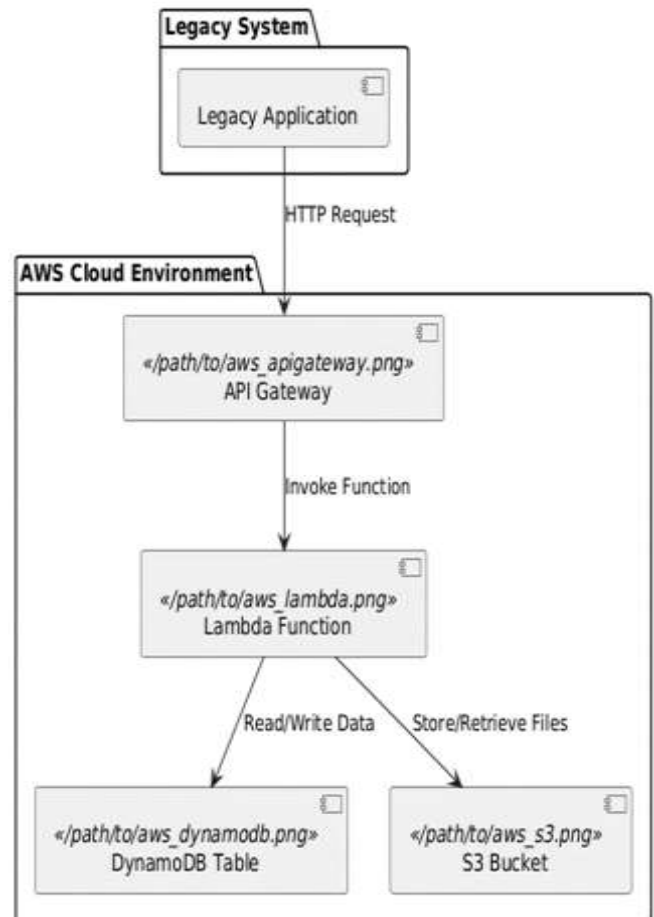 Legacy System
Legacy Application
HTTP Request
AWS Cloud Environment
«/path/to/aws_apigateway.png»
API Gateway
Invoke Function
«/path/to/aws_lambda.png»
Lambda Function
Read/Write Data
Store/Retrieve Files
«/path/to/aws_dynamodb.png»
DynamoDB Table
«/path/to/aws_s3.png»
S3 Bucket